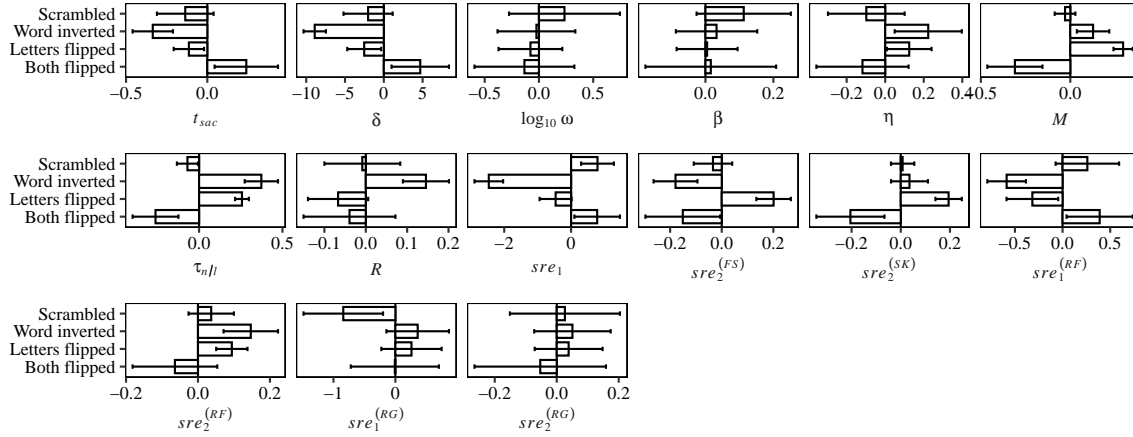 Scrambled
Word inverted
Letters flipped
Both flipped
−0.5 0.0
t_sac
−10 −5 0 5
δ
−0.5 0.0 0.5
log₁₀ ω
−0.2 0.0 0.2
β
−0.2 0.0 0.2 0.4
η
−0.5 0.0
M
Scrambled
Word inverted
Letters flipped
Both flipped
0.0 0.5
τ_n/l
−0.1 0.0 0.1 0.2
R
−2 0
sre₁
−0.2 0.0 0.2
sre₂^(FS)
−0.2 0.0 0.2
sre₂^(SK)
−0.5 0.0 0.5
sre₁^(RF)
Scrambled
Word inverted
Letters flipped
Both flipped
−0.2 0.0 0.2
sre₂^(RF)
−1 0
sre₁^(RG)
−0.2 0.0 0.2
sre₂^(RG)